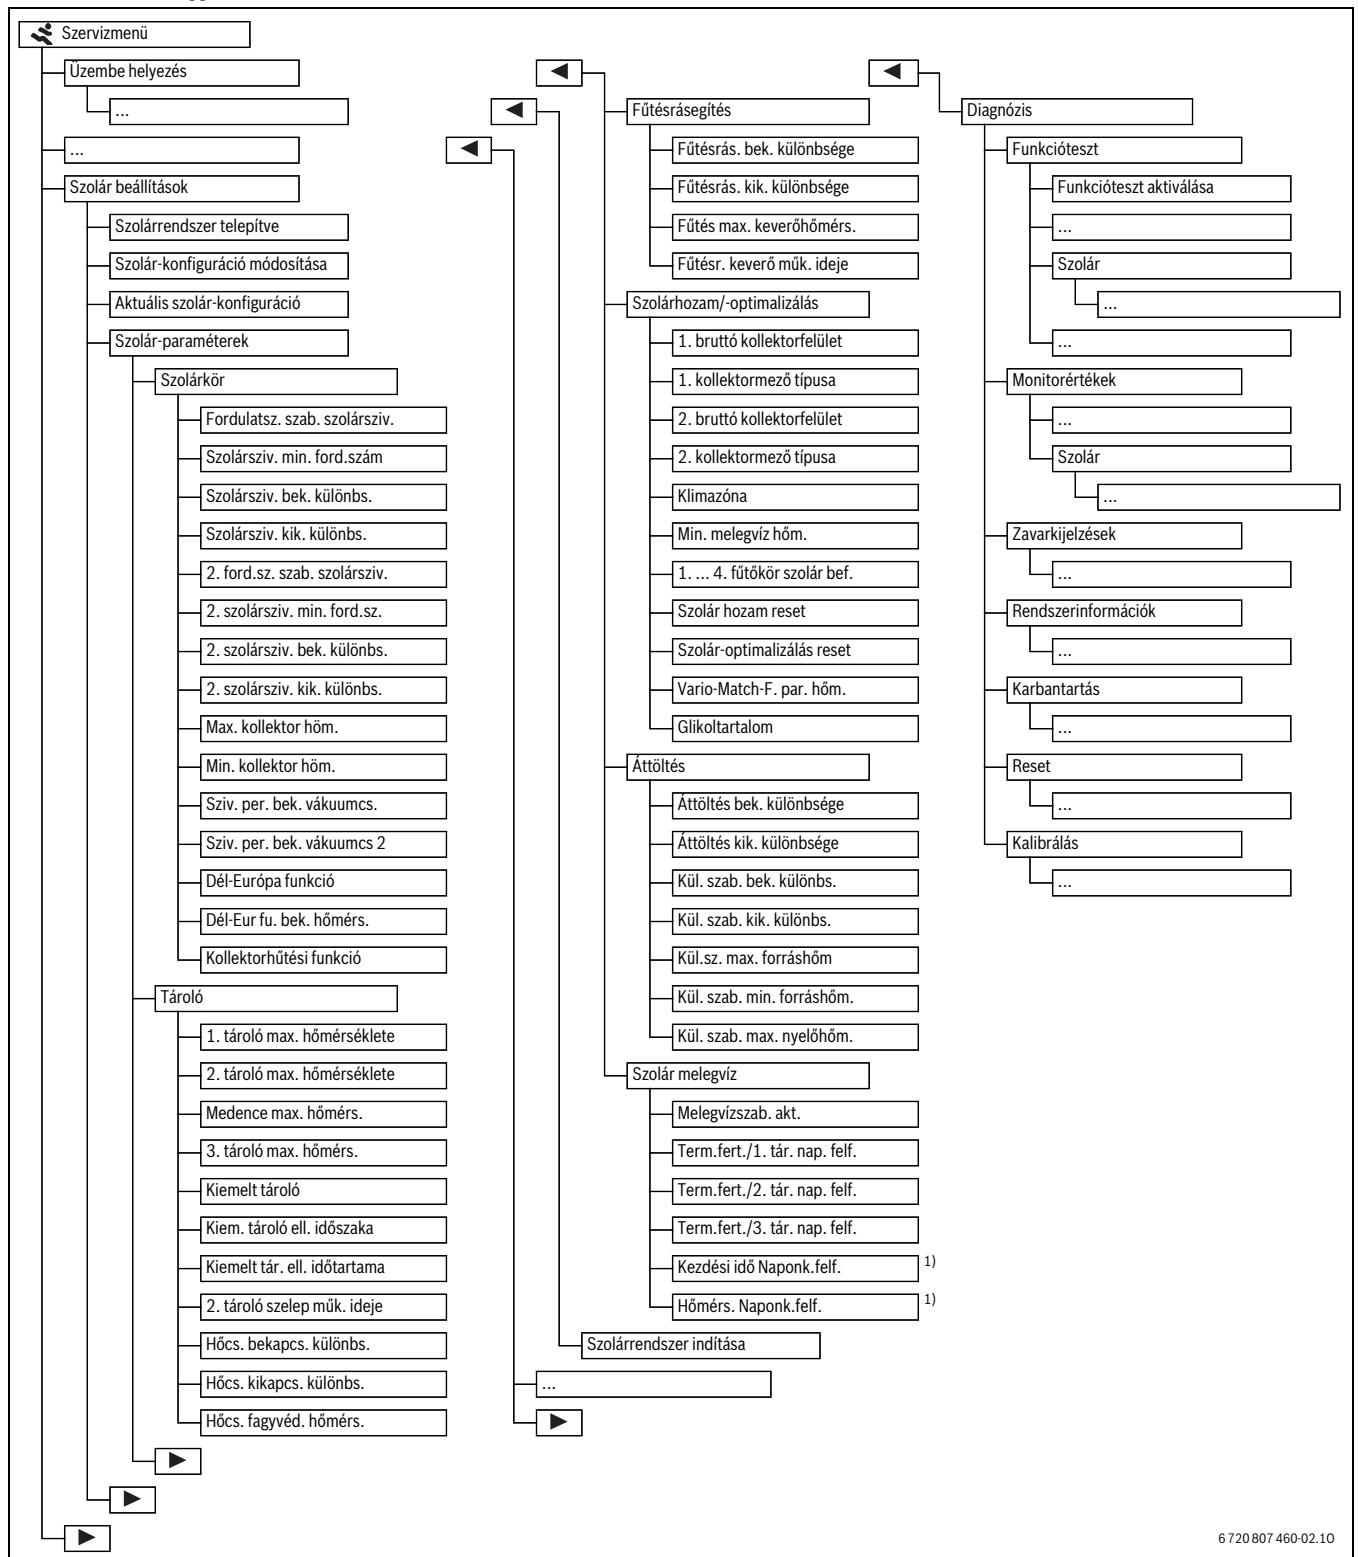 Szervizmenü
Üzembe helyezés
...
...
Szolár beállítások
Szolárrendszer telepítve
Szolár-konfiguráció módosítása
Aktuális szolár-konfiguráció
Szolár-paraméterek
Szolárkör
Fordulatsz. szab. szolársziv.
Szolársziv. min. ford.szám
Szolársziv. bek. különbs.
Szolársziv. kik. különbs.
2. ford.sz. szab. szolársziv.
2. szolársziv. min. ford.sz.
2. szolársziv. bek. különbs.
2. szolársziv. kik. különbs.
Max. kollektor höm.
Min. kollektor höm.
Sziv. per. bek. vákuumcs.
Sziv. per. bek. vákuumcs 2
Dél-Európa funkció
Dél-Eur fu. bek. hőmérs.
Kollektorhűtési funkció
Tároló
1. tároló max. hőmérséklete
2. tároló max. hőmérséklete
Medence max. hőmérs.
3. tároló max. hőmérs.
Kiemelt tároló
Kiem. tároló ell. időszaka
Kiemelt tár. ell. időtartama
2. tároló szelep műk. ideje
Hőcs. bekapcs. különbs.
Hőcs. kikapcs. különbs.
Hőcs. fagyvéd. hőmérs.
Fűtésrásegítés
Fűtésrás. bek. különbsége
Fűtésrás. kik. különbsége
Fűtés max. keverőhőmérs.
Fűtésr. keverő műk. ideje
Szolárhozam/-optimalizálás
1. bruttó kollektorfelület
1. kollektormező típusa
2. bruttó kollektorfelület
2. kollektormező típusa
Klimazóna
Min. melegvíz hőm.
1. ... 4. fűtőkör szolár bef.
Szolár hozam reset
Szolár-optimalizálás reset
Vario-Match-F. par. hőm.
Glikoltartalom
Áttöltés
Áttöltés bek. különbsége
Áttöltés kik. különbsége
Kül. szab. bek. különbs.
Kül. szab. kik. különbs.
Kül.sz. max. forráshőm
Kül. szab. min. forráshőm.
Kül. szab. max. nyelőhőm.
Szolár melegvíz
Melegvízszab. akt.
Term.fert./1. tár. nap. felf.
Term.fert./2. tár. nap. felf.
Term.fert./3. tár. nap. felf.
Kezdési idő Naponk.felf. 1)
Hőmérs. Naponk.felf. 1)
Szolárrendszer indítása
...
Diagnózis
Funkcióteszt
Funkcióteszt aktiválása
...
Szolár
...
...
Monitorértékek
...
Szolár
...
Zavarkijelzések
...
Rendszerinformációk
...
Karbantartás
...
Reset
...
Kalibrálás
...
6 720 807 460-02.1O